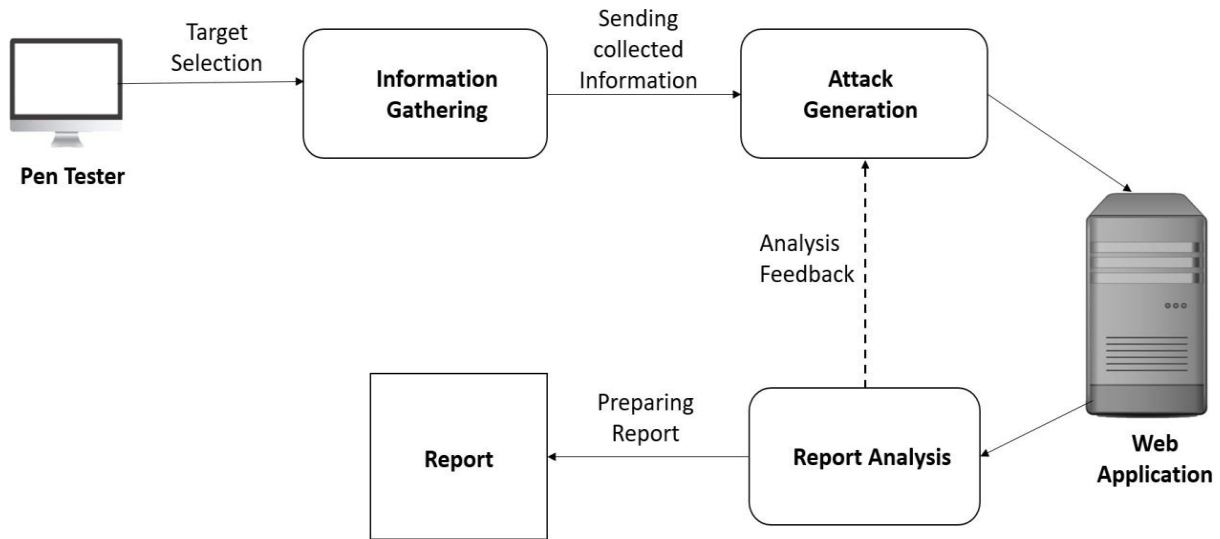 Target
Selection
Information
Gathering
Sending
collected
Information
Attack
Generation
Pen Tester
Analysis
Feedback
Report
Preparing
Report
Report Analysis
Web
Application